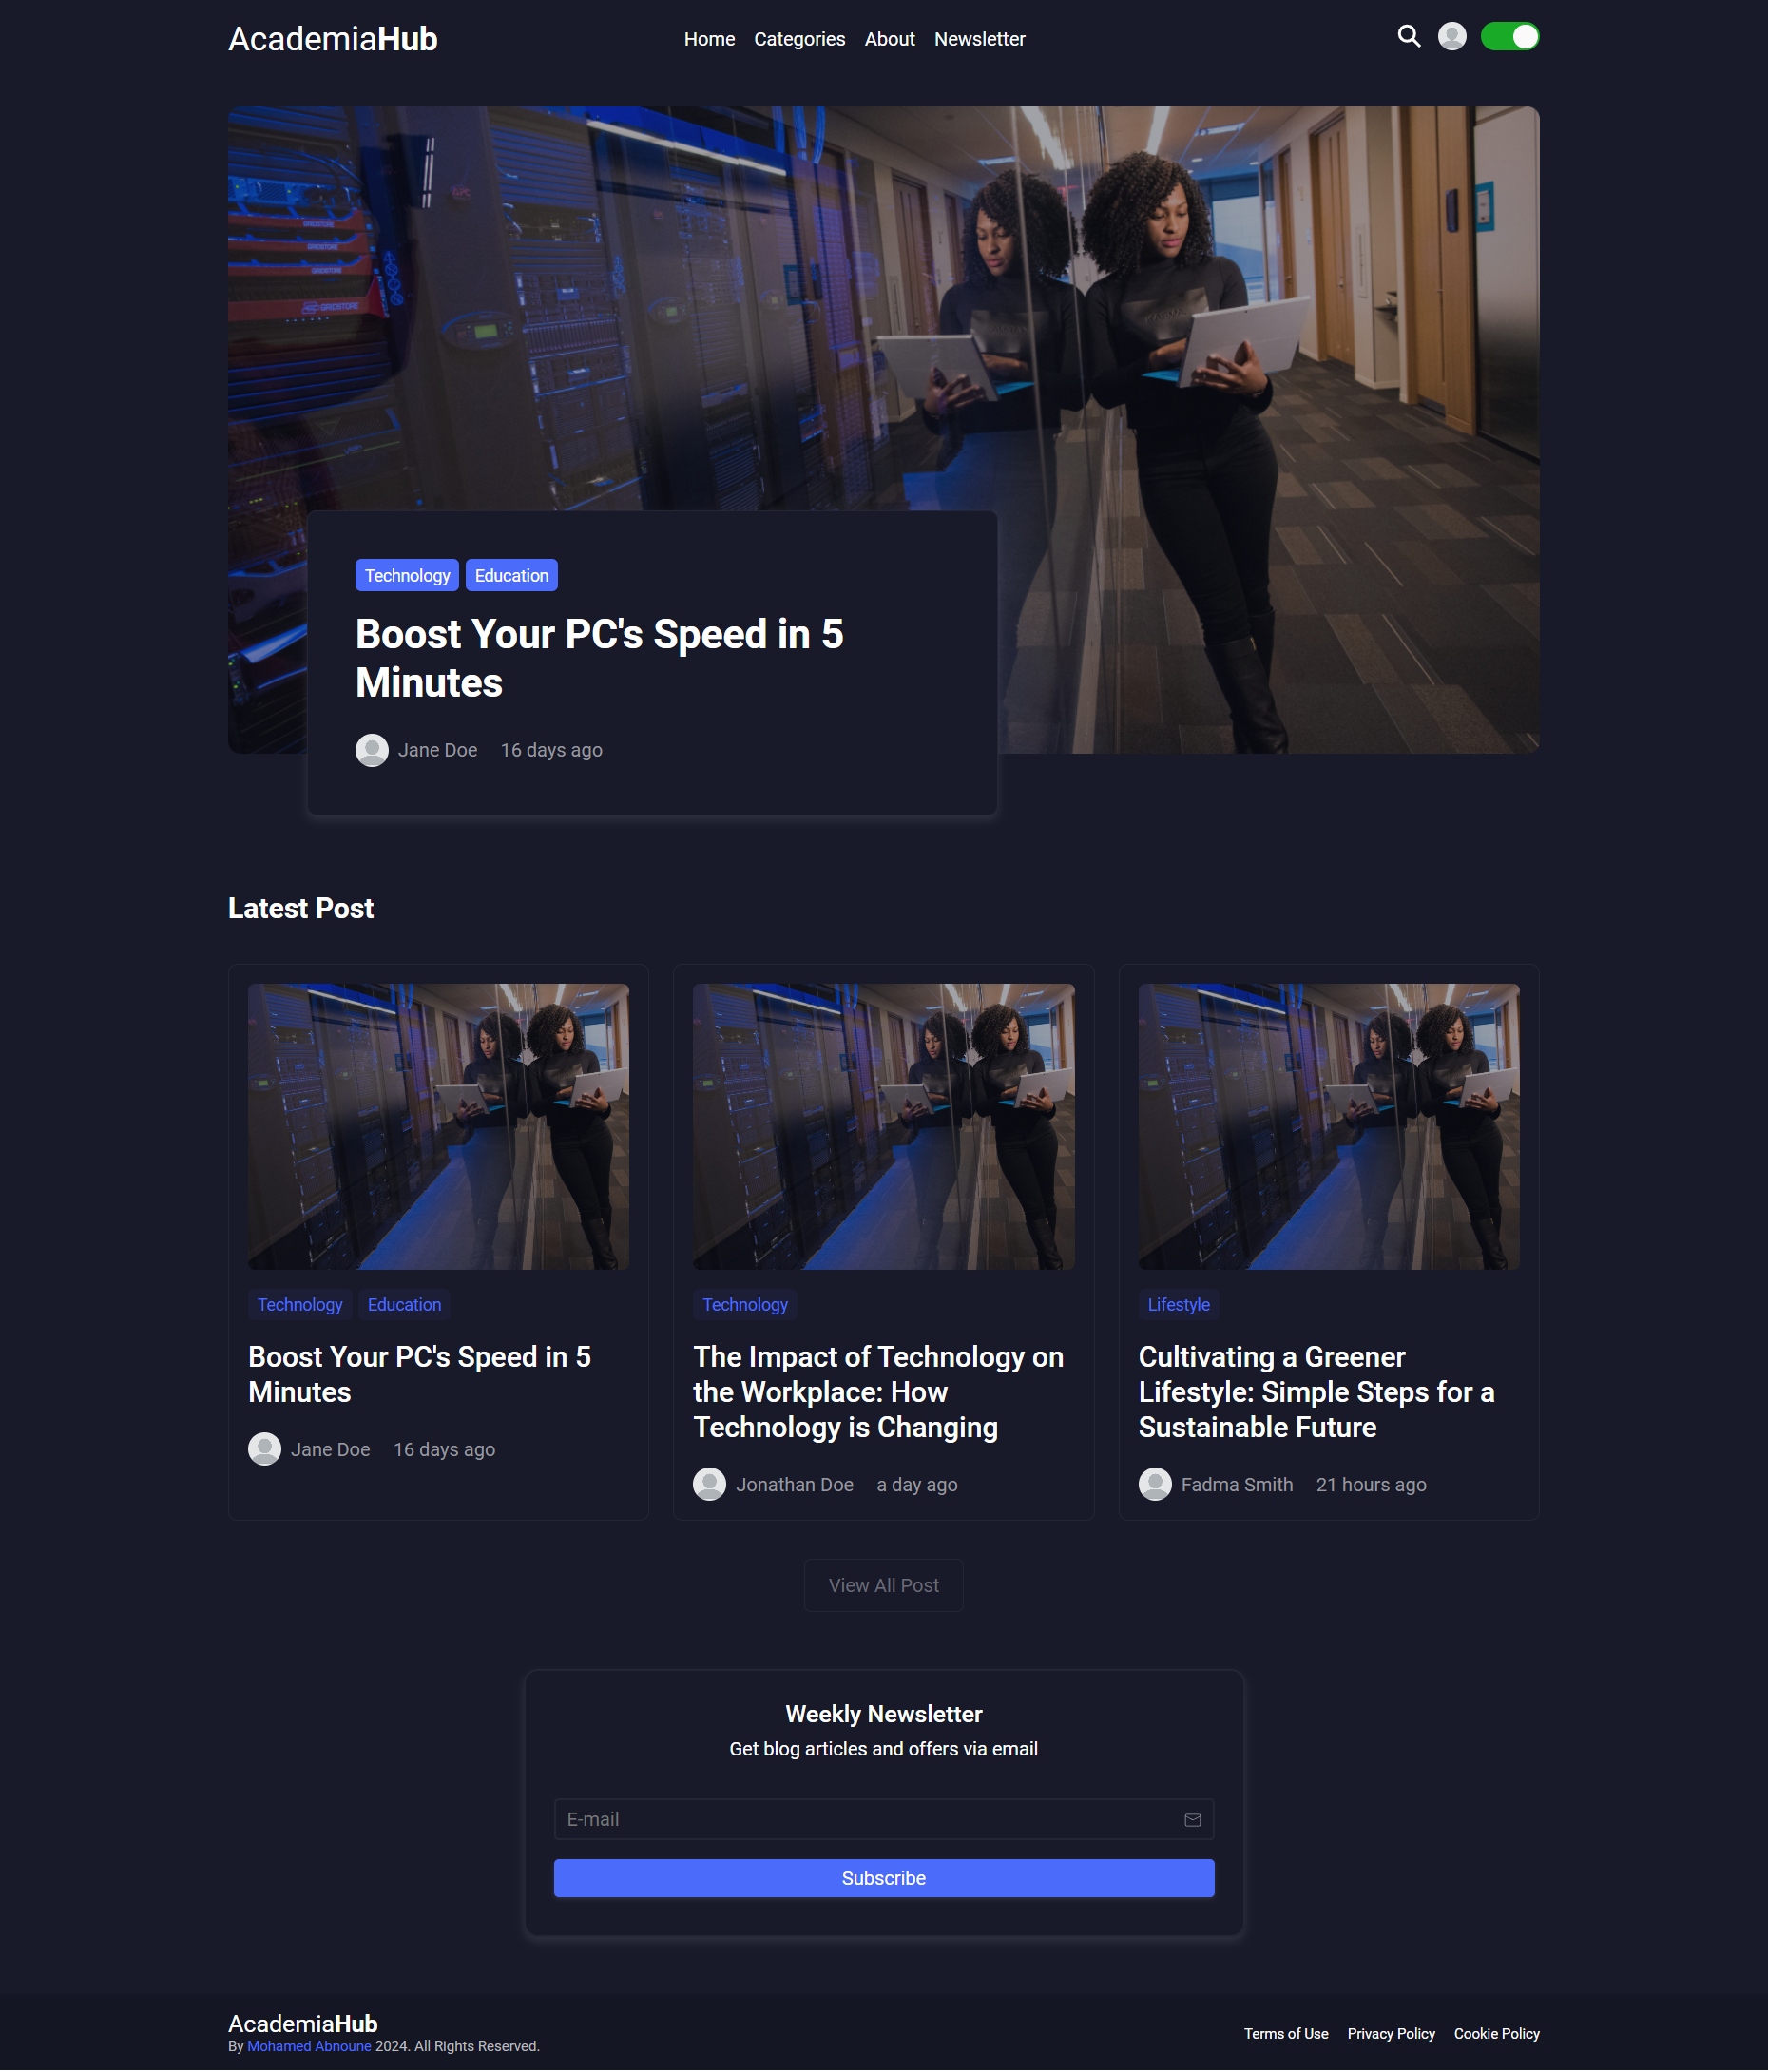 AcademiaHub
Home Categories About Newsletter
GRIDSTORE
GRIDSTORE
GRIDSTORE
GRIDSTORE
Technology Education
Boost Your PC's Speed in 5
Minutes
Jane Doe 16 days ago
Latest Post
Technology Education
Boost Your PC's Speed in 5
Minutes
Jane Doe 16 days ago
Technology
The Impact of Technology on
the Workplace: How
Technology is Changing
Jonathan Doe a day ago
Lifestyle
Cultivating a Greener
Lifestyle: Simple Steps for a
Sustainable Future
Fadma Smith 21 hours ago
View All Post
Weekly Newsletter
Get blog articles and offers via email
E-mail
Subscribe
AcademiaHub
By Mohamed Abnoune 2024. All Rights Reserved.
Terms of Use Privacy Policy Cookie Policy